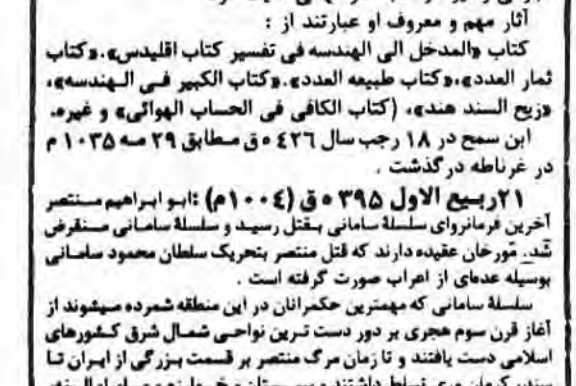 آثار مهم و معروف او عبارتند از :
کتاب «المدخل الی الهندسه فی تفسیر کتاب اقلیدس»، «کتاب
ثمار العدد»، «کتاب طبیعه العدد»، «کتاب الکبیر فی الهندسه»،
«زیج السند هند»، (کتاب الکافی فی الحساب الهوائی» و غیره.
ابن سمح در ۱۸ رجب سال ٤٢٦ ه ق مطابق ۲۹ مه ۱۰۳۵ م
در غرناطه درگذشت .
۲۱ربیع الاول ۳۹۵ ه ق (۱۰۰٤م) :ابو ابراهیم منتصر
آخرین فرمانروای سلسلهٔ سامانی بقتل رسید و سلسلهٔ سامانی منقرض
شد. مورخان عقیده دارند که قتل منتصر بتحریک سلطان محمود سامانی
بوسیله عده‌ای از اعراب صورت گرفته است .
سلسلهٔ سامانی که مهمترین حکمرانان در این منطقه شمرده میشوند از
آغاز قرن سوم هجری بر دور دست ترین نواحی شمال شرق کشورهای
اسلامی دست یافتند و تا زمان مرگ منتصر بر قسمت بزرگی از ایران تا